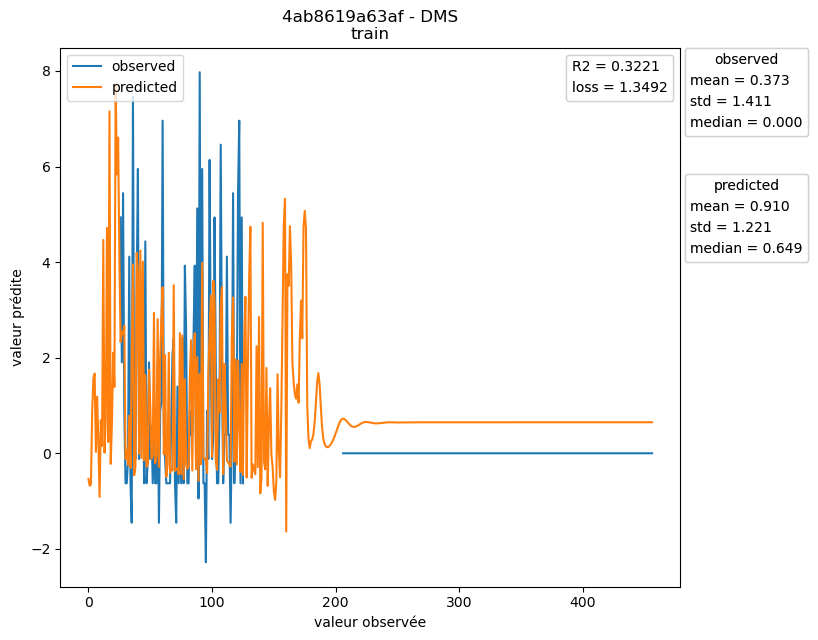 4ab8619a63af - DMS
train
observed
predicted
R2 = 0.3221
loss = 1.3492
observed
mean = 0.373
std = 1.411
median = 0.000
predicted
mean = 0.910
std = 1.221
median = 0.649
valeur prédite
8
6
4
2
0
−2
0
100
200
300
400
valeur observée